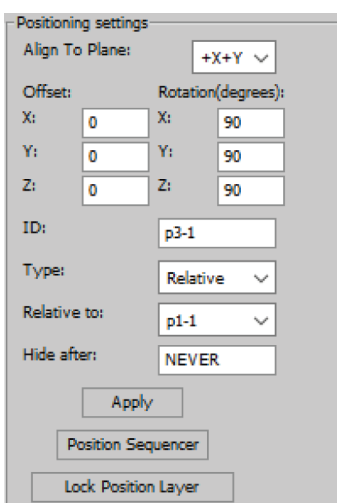 Positioning settings
Align To Plane: +X+Y
Offset: Rotation(degrees):
X: 0 X: 90
Y: 0 Y: 90
Z: 0 Z: 90
ID: p3-1
Type: Relative
Relative to: p1-1
Hide after: NEVER
Apply
Position Sequencer
Lock Position Layer